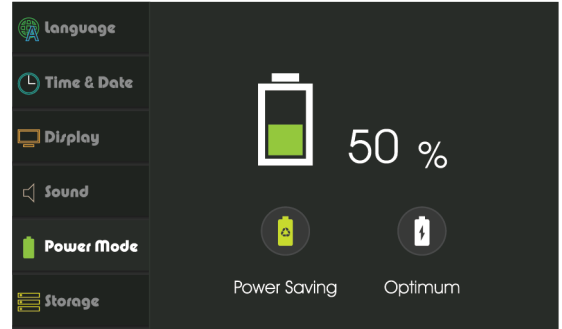 Language
Time & Date
Display
Sound
Power Mode
Storage
50 %
Power Saving
Optimum